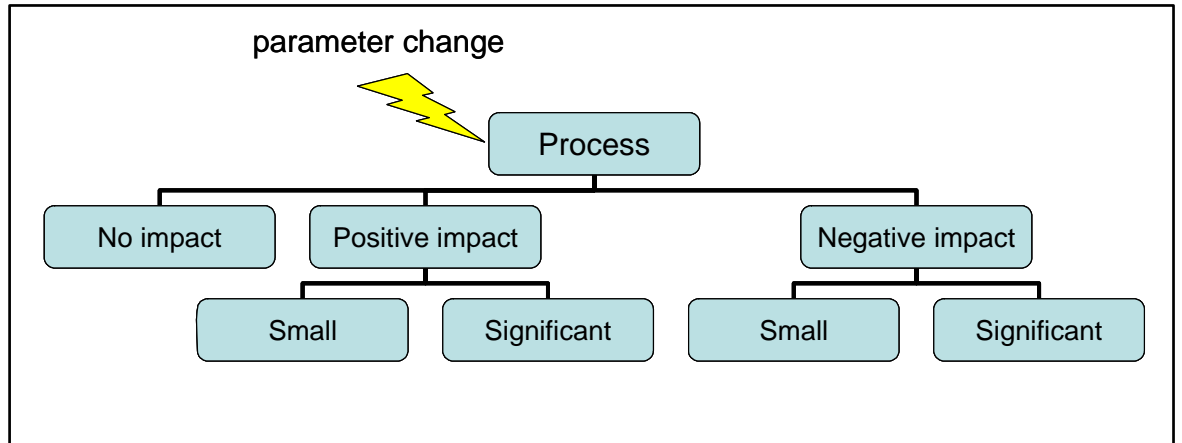 parameter change
Process
No impact
Positive impact
Negative impact
Small
Significant
Small
Significant